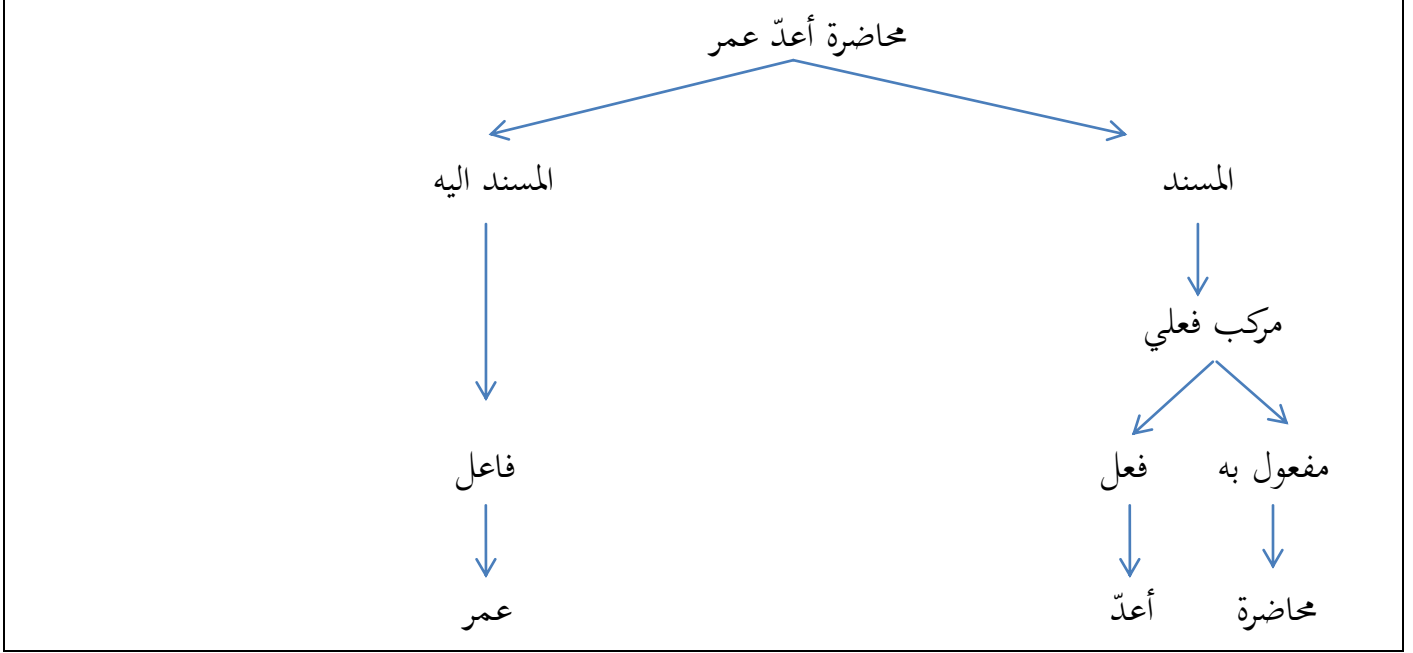 محاضرة أعدّ عمر
المسند المسند اليه
مركب فعلي
مفعول به فعل فاعل
محاضرة أعدّ عمر